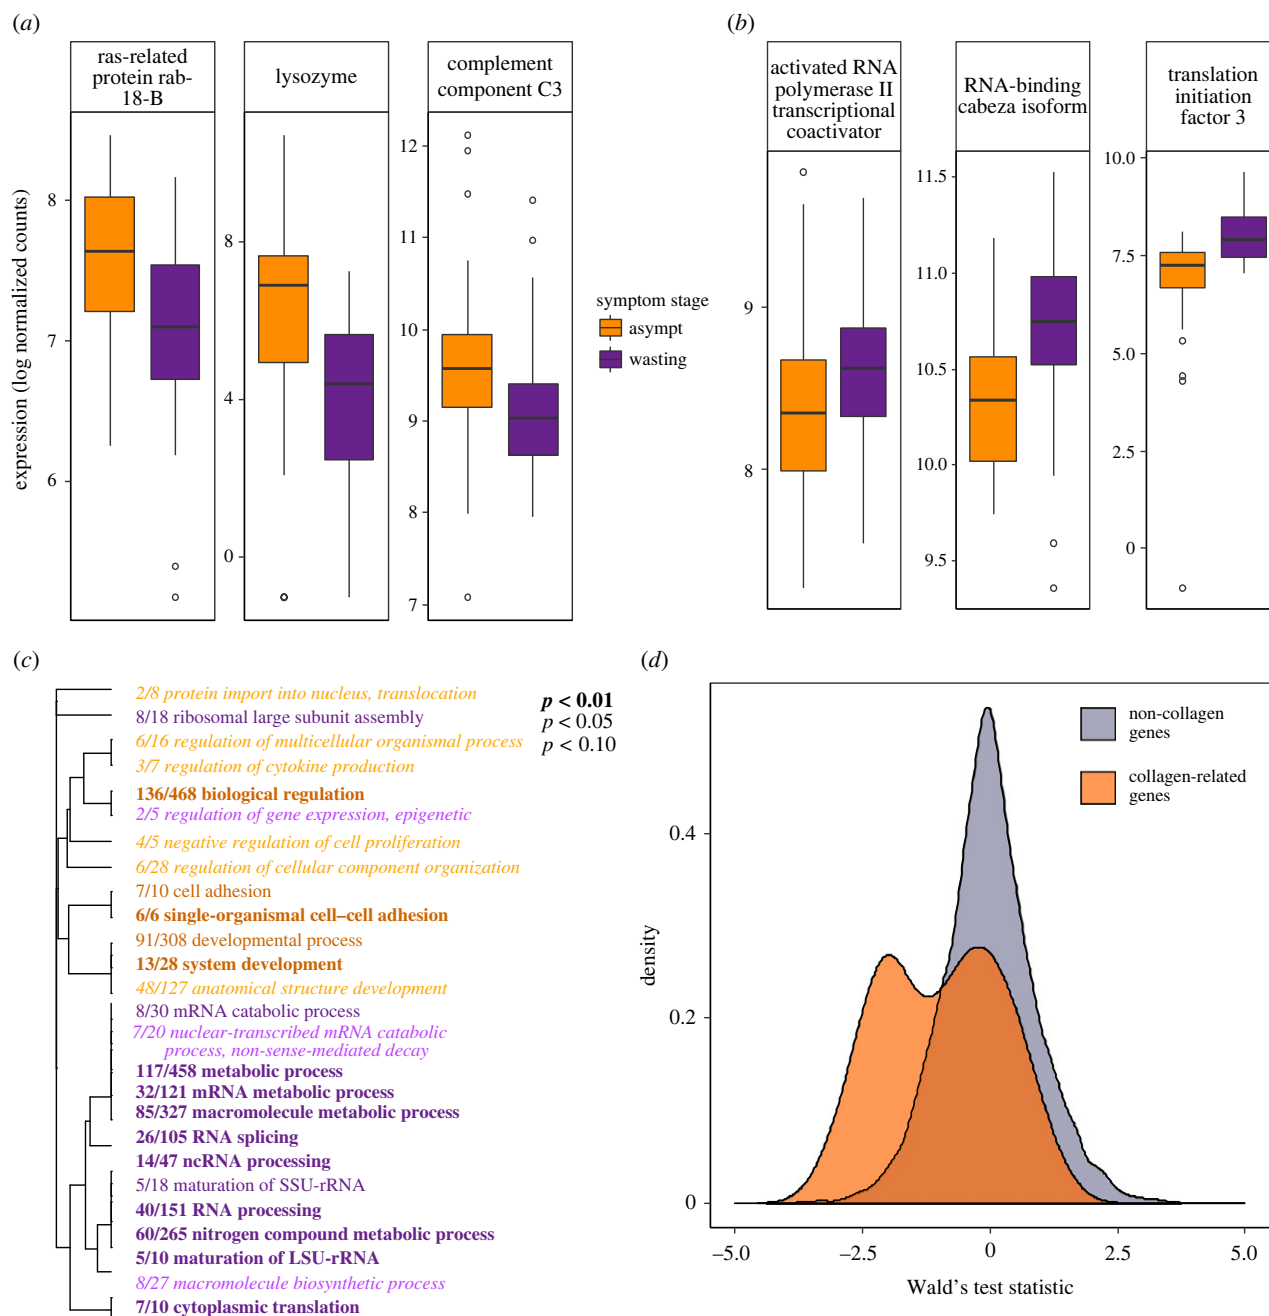 (a)
ras-related
protein rab-
18-B
lysozyme
complement
component C3
expression (log normalized counts)
8
7
6
8
4
0
12
11
10
9
8
7
symptom stage
asympt
wasting
(b)
activated RNA
polymerase II
transcriptional
coactivator
RNA-binding
cabeza isoform
translation
initiation
factor 3
9
8
11.5
11.0
10.5
10.0
9.5
10.0
7.5
5.0
2.5
0
(c)
2/8 protein import into nucleus, translocation
8/18 ribosomal large subunit assembly
6/16 regulation of multicellular organismal process
3/7 regulation of cytokine production
136/468 biological regulation
2/5 regulation of gene expression, epigenetic
4/5 negative regulation of cell proliferation
6/28 regulation of cellular component organization
7/10 cell adhesion
6/6 single-organismal cell–cell adhesion
91/308 developmental process
13/28 system development
48/127 anatomical structure development
8/30 mRNA catabolic process
7/20 nuclear-transcribed mRNA catabolic
process, non-sense-mediated decay
117/458 metabolic process
32/121 mRNA metabolic process
85/327 macromolecule metabolic process
26/105 RNA splicing
14/47 ncRNA processing
5/18 maturation of SSU-rRNA
40/151 RNA processing
60/265 nitrogen compound metabolic process
5/10 maturation of LSU-rRNA
8/27 macromolecule biosynthetic process
7/10 cytoplasmic translation
p < 0.01
p < 0.05
p < 0.10
(d)
non-collagen
genes
collagen-related
genes
density
0.4
0.2
0
–5.0
–2.5
0
2.5
5.0
Wald's test statistic